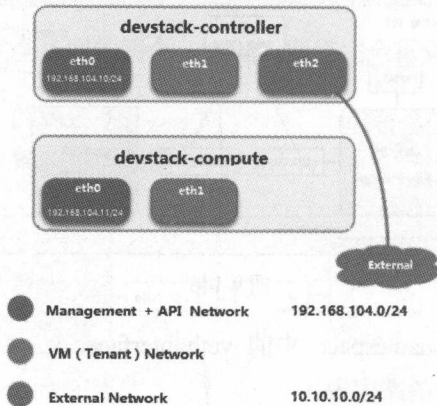 devstack-controller
eth0
192.168.104.10/24
eth1
eth2
devstack-compute
eth0
192.168.104.11/24
eth1
External
Management + API Network 192.168.104.0/24
VM ( Tenant ) Network
External Network 10.10.10.0/24